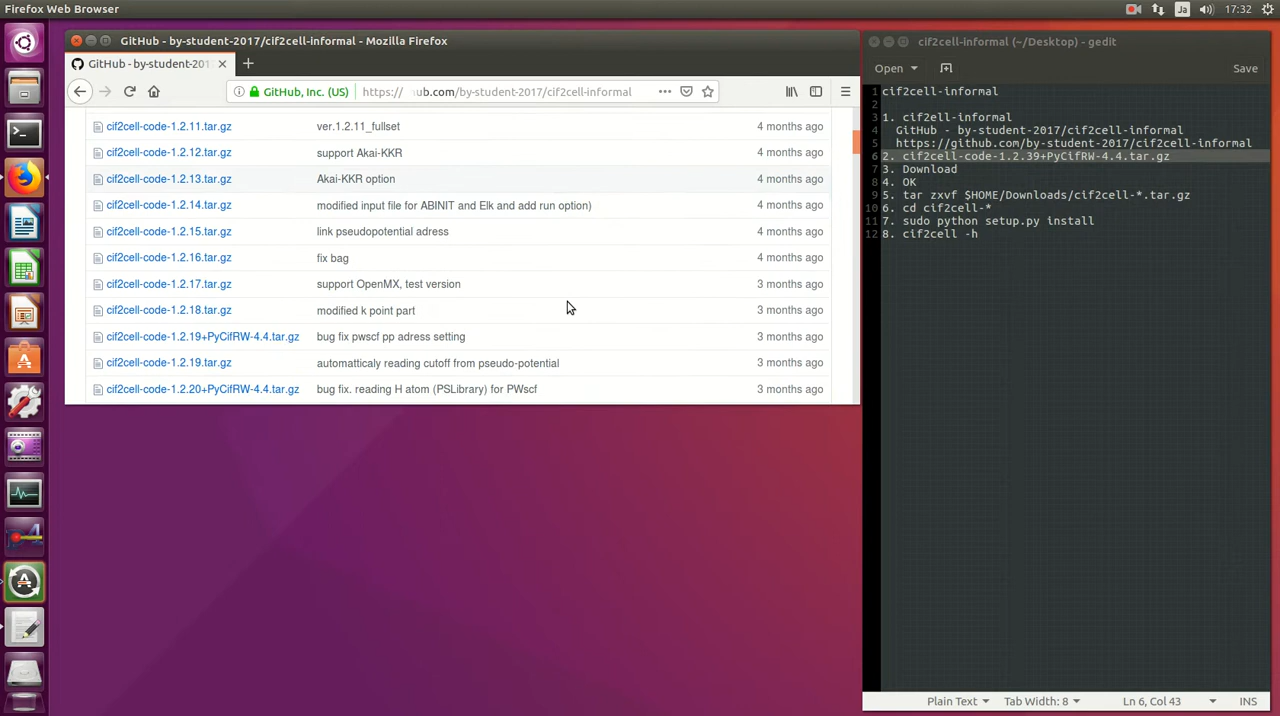 Firefox Web Browser
Ja
17:32
GitHub - by-student-2017/cif2cell-informal - Mozilla Firefox
GitHub - by-student-201
GitHub, Inc. (US)
https://
ub.com/by-student-2017/cif2cell-informal
cif2cell-code-1.2.11.tar.gz ver.1.2.11_fullset 4 months ago
cif2cell-code-1.2.12.tar.gz support Akai-KKR 4 months ago
cif2cell-code-1.2.13.tar.gz Akai-KKR option 4 months ago
cif2cell-code-1.2.14.tar.gz modified input file for ABINIT and Elk and add run option) 4 months ago
cif2cell-code-1.2.15.tar.gz link pseudopotential adress 4 months ago
cif2cell-code-1.2.16.tar.gz fix bag 4 months ago
cif2cell-code-1.2.17.tar.gz support OpenMX, test version 3 months ago
cif2cell-code-1.2.18.tar.gz modified k point part 3 months ago
cif2cell-code-1.2.19+PyCifRW-4.4.tar.gz bug fix pwscf pp adress setting 3 months ago
cif2cell-code-1.2.19.tar.gz automatticaly reading cutoff from pseudo-potential 3 months ago
cif2cell-code-1.2.20+PyCifRW-4.4.tar.gz bug fix. reading H atom (PSLibrary) for PWscf 3 months ago
cif2cell-informal (~/Desktop) - gedit
Open
Save
1 cif2cell-informal
2
3 1. cif2ell-informal
4 GitHub - by-student-2017/cif2cell-informal
5 https://github.com/by-student-2017/cif2cell-informal
6 2. cif2cell-code-1.2.39+PyCifRW-4.4.tar.gz
7 3. Download
8 4. OK
9 5. tar zxvf $HOME/Downloads/cif2cell-*.tar.gz
10 6. cd cif2cell-*
11 7. sudo python setup.py install
12 8. cif2cell -h
Plain Text
Tab Width: 8
Ln 6, Col 43
INS